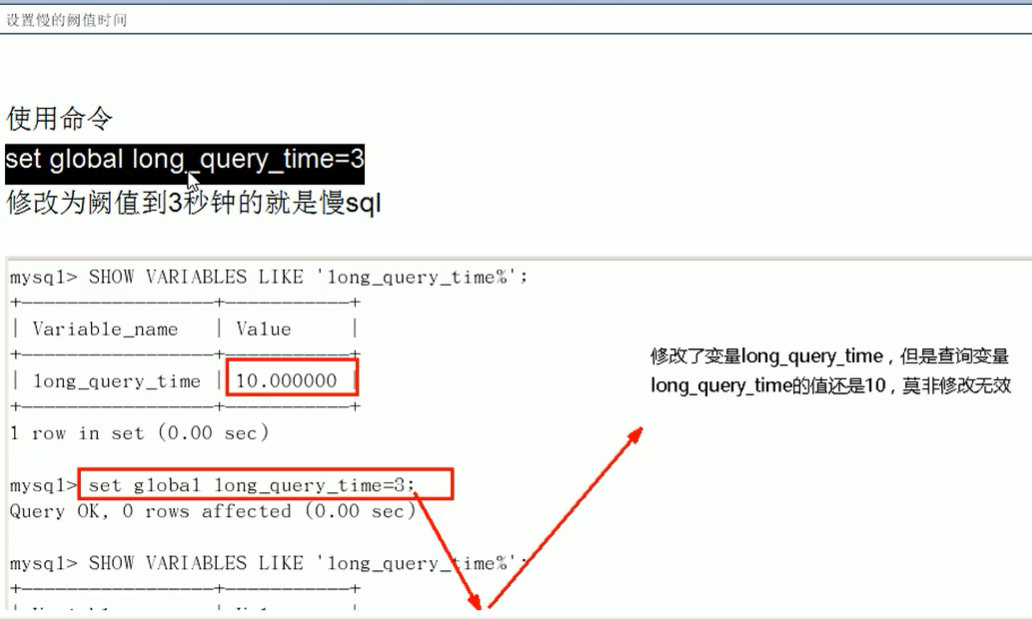 设置慢的阙值时间
使用命令
set global long_query_time=3
修改为阙值到3秒钟的就是慢sql
mysql> SHOW VARIABLES LIKE 'long_query_time%';
| Variable_name | Value |
| long_query_time | 10.000000 |
1 row in set (0.00 sec)
mysql> set global long_query_time=3;
Query OK, 0 rows affected (0.00 sec)
mysql> SHOW VARIABLES LIKE 'long_query_time%';
修改了变量long_query_time，但是查询变量
long_query_time的值还是10，莫非修改无效